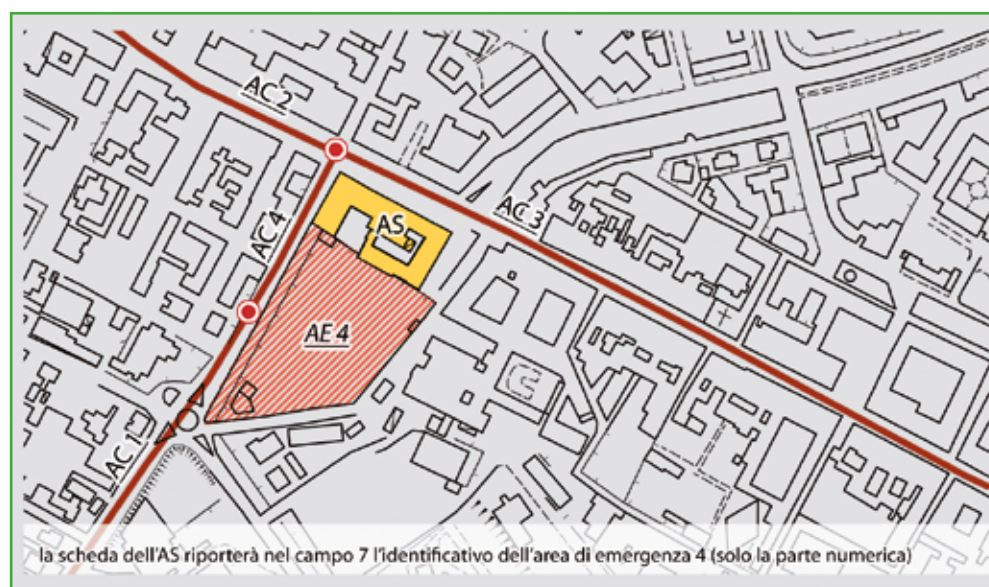 AC 2
AC 3
AS
AC 4
AE 4
AC 1
la scheda dell'AS riporterà nel campo 7 l'identificativo dell'area di emergenza 4 (solo la parte numerica)